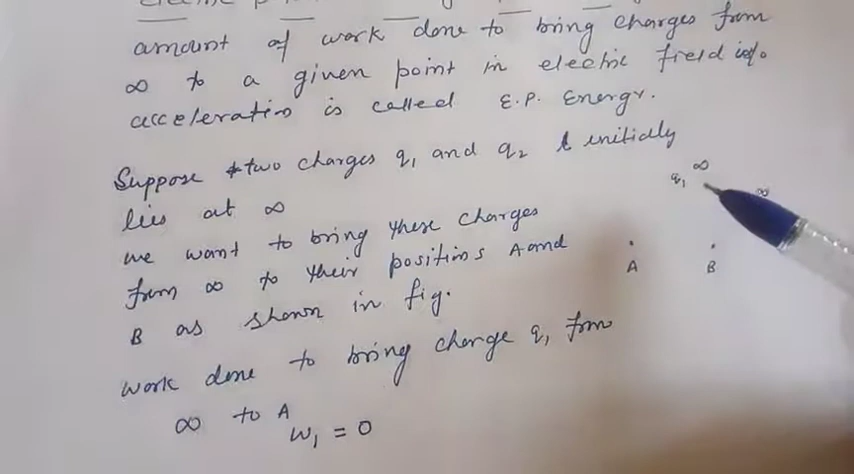 amount of work done to bring charges from
∞ to a given point in electric field w/o
acceleration is called E.P. Energy.
Suppose two charges q₁ and q₂ initially
lies at ∞
we want to bring these charges
from ∞ to their positions A and
B as shown in fig.
work done to bring charge q₁ from
∞ to A
W₁ = 0
∞
q₁
∞
A
B